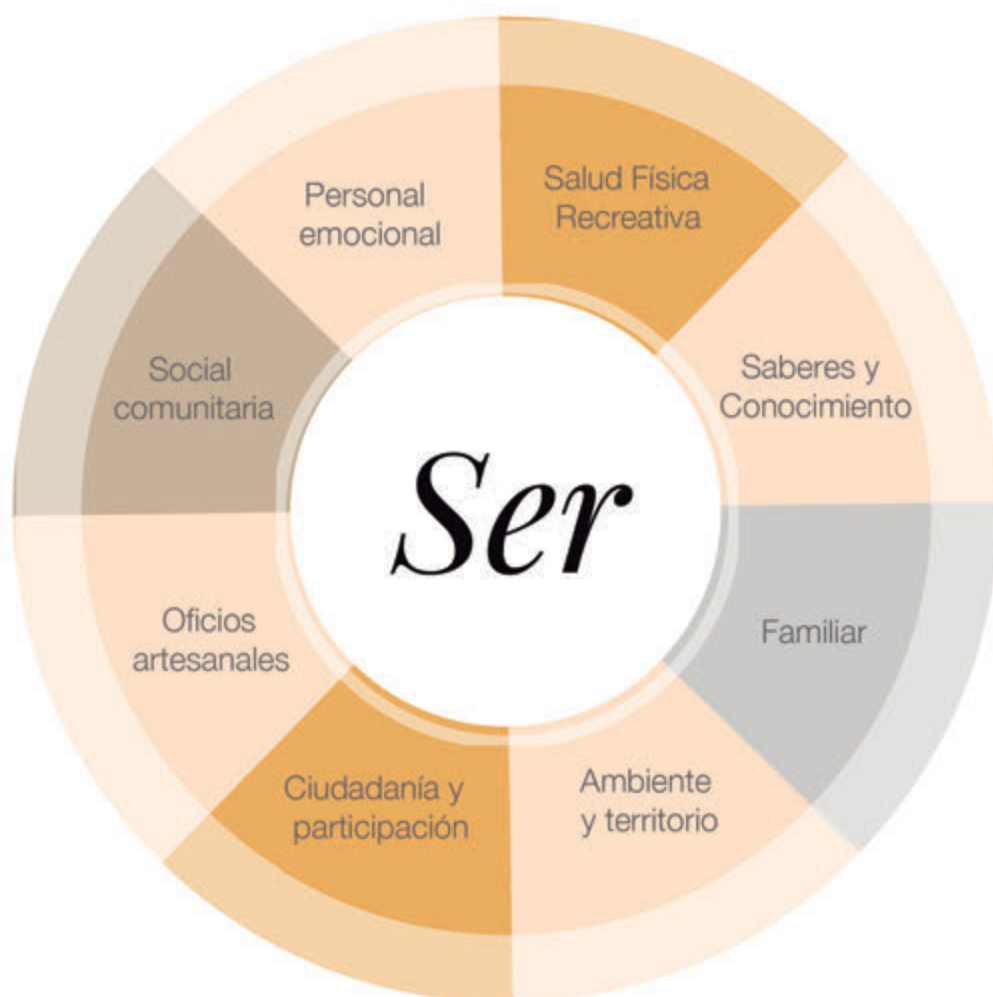 Personal
emocional
Salud Física
Recreativa
Saberes y
Conocimiento
Familiar
Ambiente
y territorio
Ciudadanía y
participación
Oficios
artesanales
Social
comunitaria
Ser